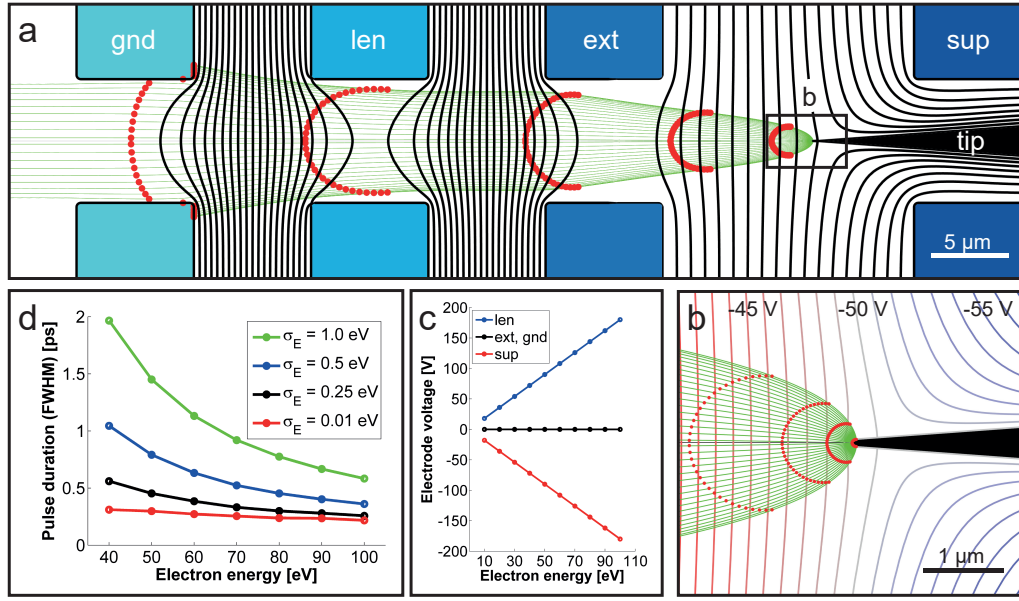 a
gnd
len
ext
sup
b
tip
5 μm
d
Pulse duration (FWHM) [ps]
2
1.5
1
0.5
0
σE = 1.0 eV
σE = 0.5 eV
σE = 0.25 eV
σE = 0.01 eV
40 50 60 70 80 90 100
Electron energy [eV]
c
Electrode voltage [V]
200
150
100
50
0
-50
-100
-150
-200
len
ext, gnd
sup
10 30 50 70 90 110
Electron energy [eV]
b
-45 V
-50 V
-55 V
1 μm